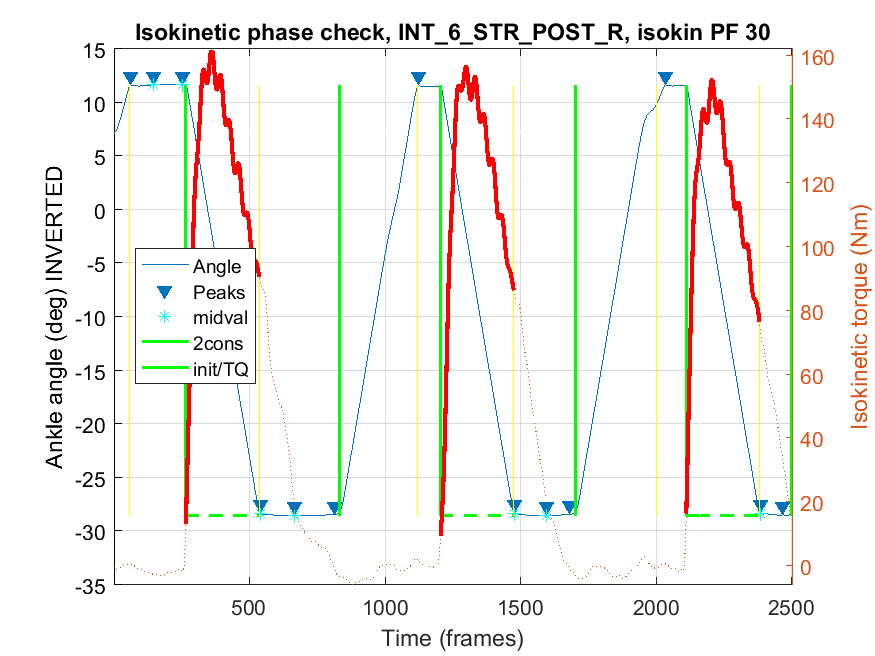 Isokinetic phase check, INT_6_STR_POST_R, isokin PF 30
Ankle angle (deg) INVERTED
15
10
5
0
-5
-10
-15
-20
-25
-30
-35
Angle
Peaks
midval
2cons
init/TQ
160
140
120
100
80
60
40
20
0
Isokinetic torque (Nm)
500
1000
1500
2000
2500
Time (frames)